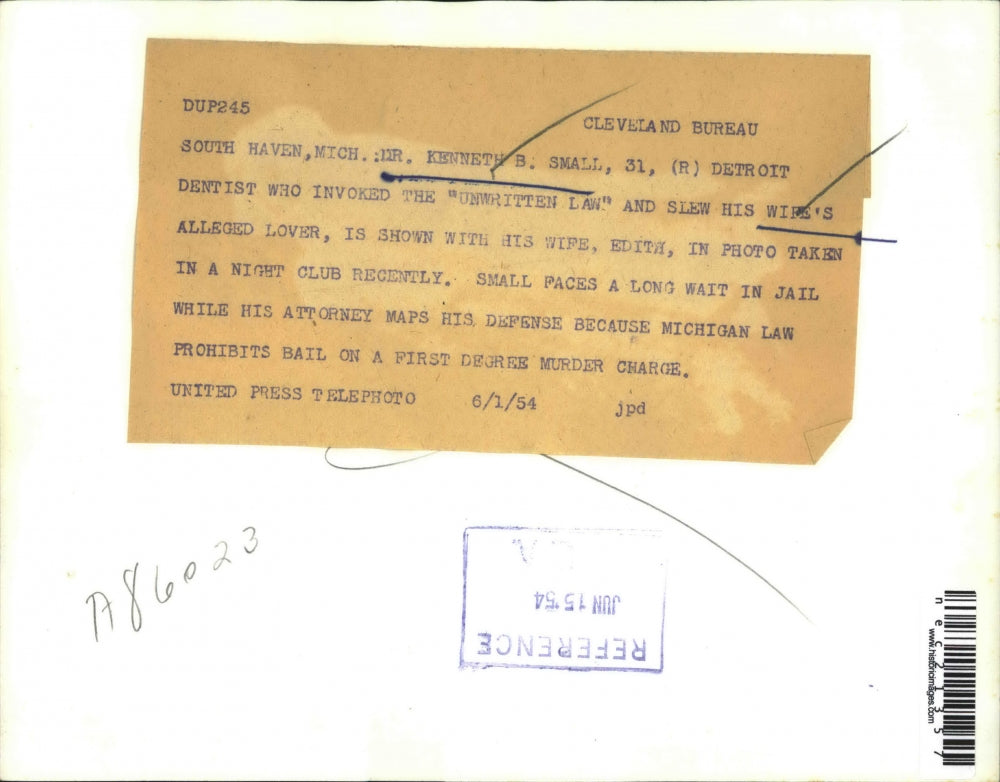 DUP245
CLEVELAND BUREAU
SOUTH HAVEN,MICH.:DR. KENNETH B. SMALL, 31, (R) DETROIT
DENTIST WHO INVOKED THE "UNWRITTEN LAW" AND SLEW HIS WIFE'S
ALLEGED LOVER, IS SHOWN WITH HIS WIFE, EDITH, IN PHOTO TAKEN
IN A NIGHT CLUB RECENTLY. SMALL FACES A LONG WAIT IN JAIL
WHILE HIS ATTORNEY MAPS HIS DEFENSE BECAUSE MICHIGAN LAW
PROHIBITS BAIL ON A FIRST DEGREE MURDER CHARGE.
UNITED PRESS TELEPHOTO 6/1/54 jpd
A86023
REFERENCE
JUN 15 '54
www.historicimages.com
nec21357